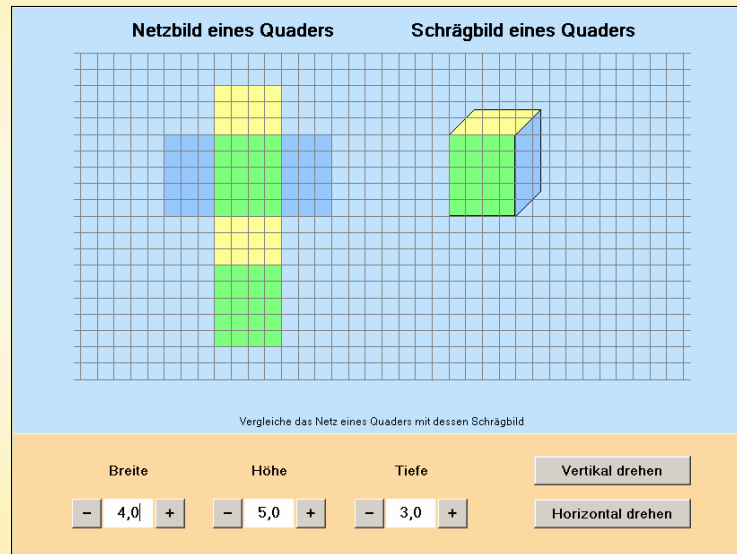 Netzbild eines Quaders
Schrägbild eines Quaders
Vergleiche das Netz eines Quaders mit dessen Schrägbild
Breite
Höhe
Tiefe
Vertikal drehen
− 4,0 +
− 5,0 +
− 3,0 +
Horizontal drehen